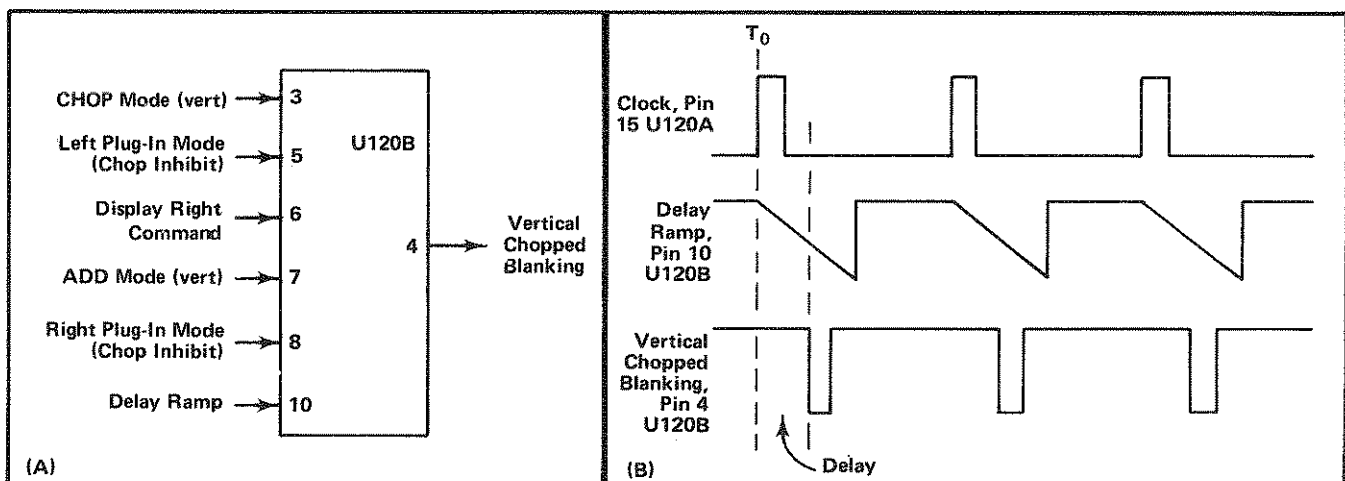 CHOP Mode (vert)
3
Left Plug-In Mode
(Chop Inhibit)
5
U120B
Display Right
Command
6
4
Vertical
Chopped
Blanking
ADD Mode (vert)
7
Right Plug-In Mode
(Chop Inhibit)
8
Delay Ramp
10
(A)
T0
Clock, Pin
15 U120A
Delay
Ramp,
Pin 10
U120B
Vertical
Chopped
Blanking,
Pin 4
U120B
Delay
(B)